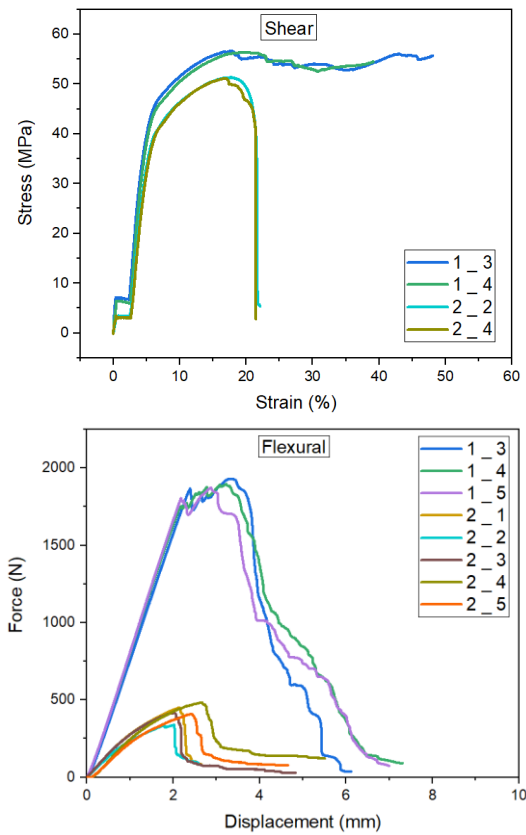 Shear
60
50
40
30
20
10
0
Stress (MPa)
1 _ 3
1 _ 4
2 _ 2
2 _ 4
0 10 20 30 40 50 60
Strain (%)
Flexural
2000
1500
1000
500
0
Force (N)
1 _ 3
1 _ 4
1 _ 5
2 _ 1
2 _ 2
2 _ 3
2 _ 4
2 _ 5
0 2 4 6 8 10
Displacement (mm)